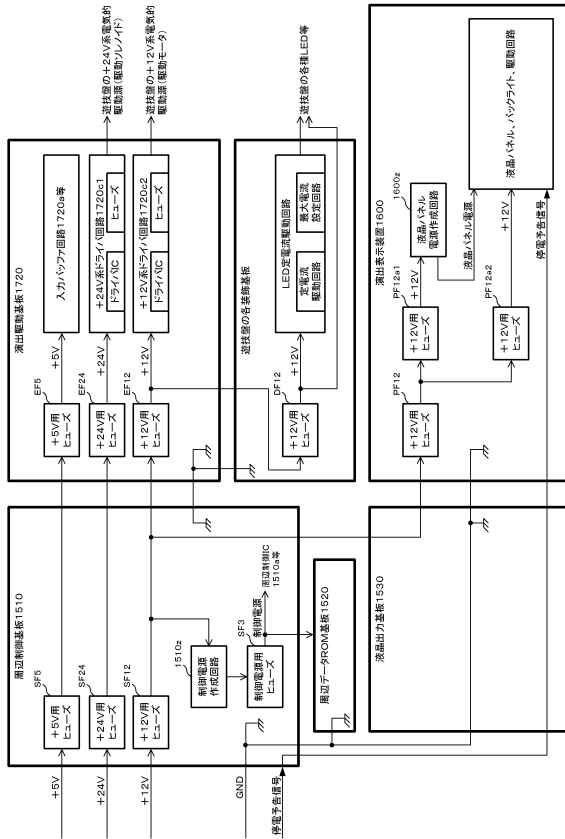 周辺制御基板1510
+5V
SF5
+5V用
ヒューズ
+24V
SF24
+24V用
ヒューズ
+12V
SF12
+12V用
ヒューズ
1510z
制御電源
作成回路
SF3
制御電源用
ヒューズ
制御電源
周辺制御IC
1510a等
GND
停電予告信号
周辺データROM基板1520
液晶出力基板1530
演出駆動基板1720
EF5
+5V用
ヒューズ
+5V
入力バッファ回路1720a等
EF24
+24V用
ヒューズ
+24V
+24V系ドライバ回路1720c1
ドライバIC
ヒューズ
遊技盤の+24V系電気的
駆動源(駆動ソレノイド)
EF12
+12V用
ヒューズ
+12V
+12V系ドライバ回路1720c2
ドライバIC
ヒューズ
遊技盤の+12V系電気的
駆動源(駆動モータ)
遊技盤の各装飾基板
DF12
+12V用
ヒューズ
+12V
LED定電流駆動回路
定電流
駆動回路
最大電流
設定回路
遊技盤の各種LED等
演出表示装置1600
PF12
+12V用
ヒューズ
PF12a1
+12V用
ヒューズ
+12V
1600z
液晶パネル
電源作成回路
液晶パネル電源
PF12a2
+12V用
ヒューズ
+12V
液晶パネル、バックライト、駆動回路
停電予告信号